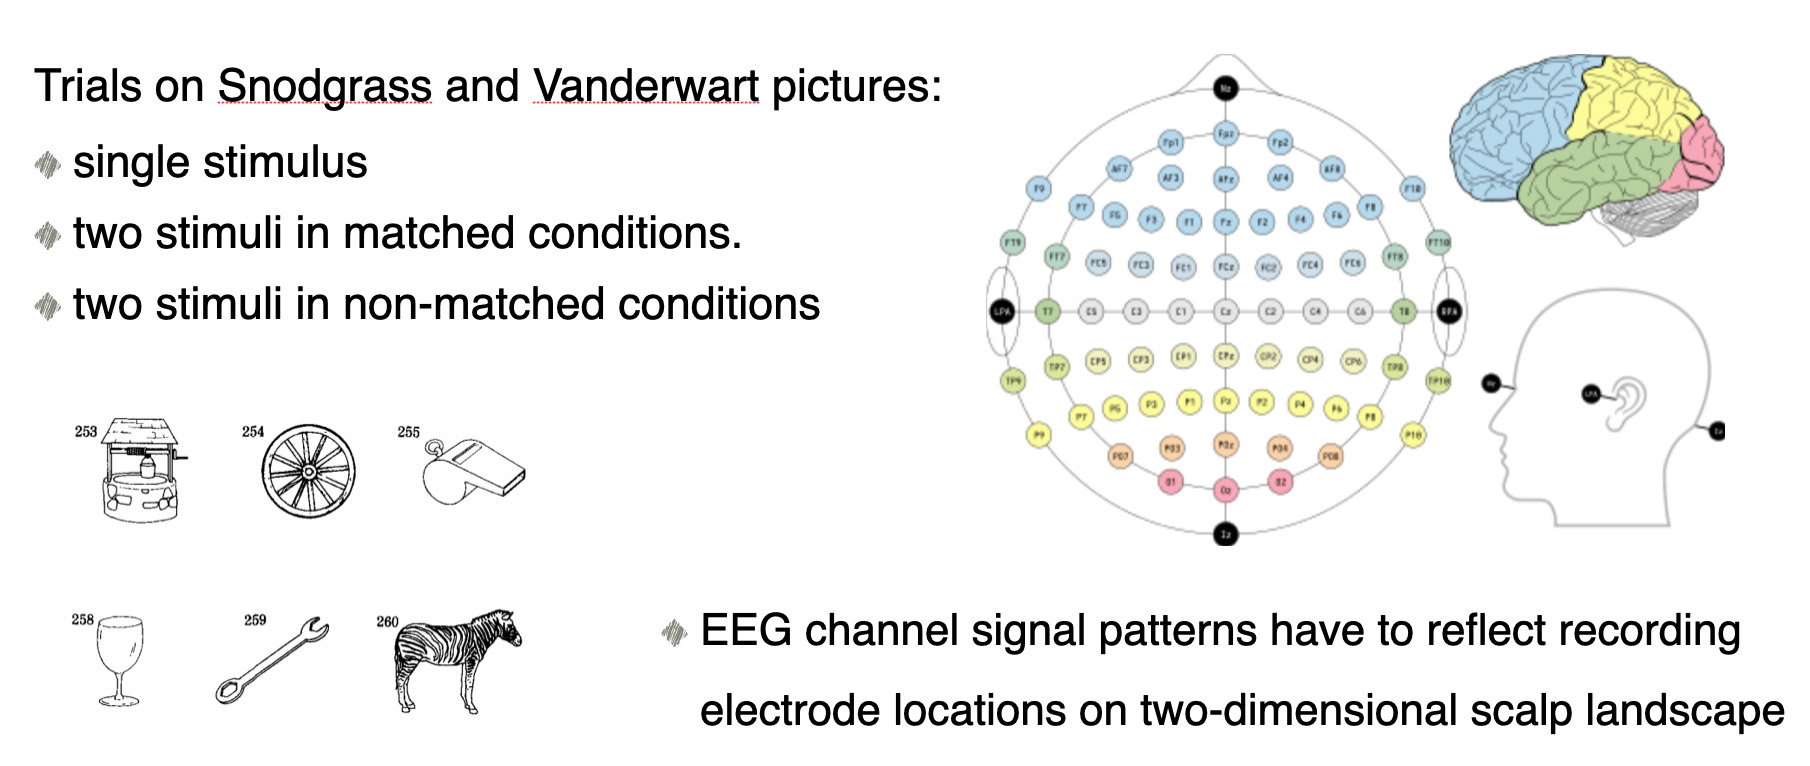 Trials on Snodgrass and Vanderwart pictures:
single stimulus
two stimuli in matched conditions.
two stimuli in non-matched conditions
253 254 255
258 259 260
Nz
Fp1 Fpz Fp2
AF7 AF3 AFz AF4 AF8
F9 F7 F5 F3 F1 Fz F2 F4 F6 F8 F10
FT9 FT7 FC5 FC3 FC1 FCz FC2 FC4 FC6 FT8 FT10
LPA T7 C5 C3 C1 Cz C2 C4 C6 T8 RPA
TP9 TP7 CP5 CP3 CP1 CPz CP2 CP4 CP6 TP8 TP10
P9 P7 P5 P3 P1 Pz P2 P4 P6 P8 P10
PO7 PO3 POz PO4 PO8
O1 Oz O2
Iz
Nz LPA Iz
EEG channel signal patterns have to reflect recording
electrode locations on two-dimensional scalp landscape